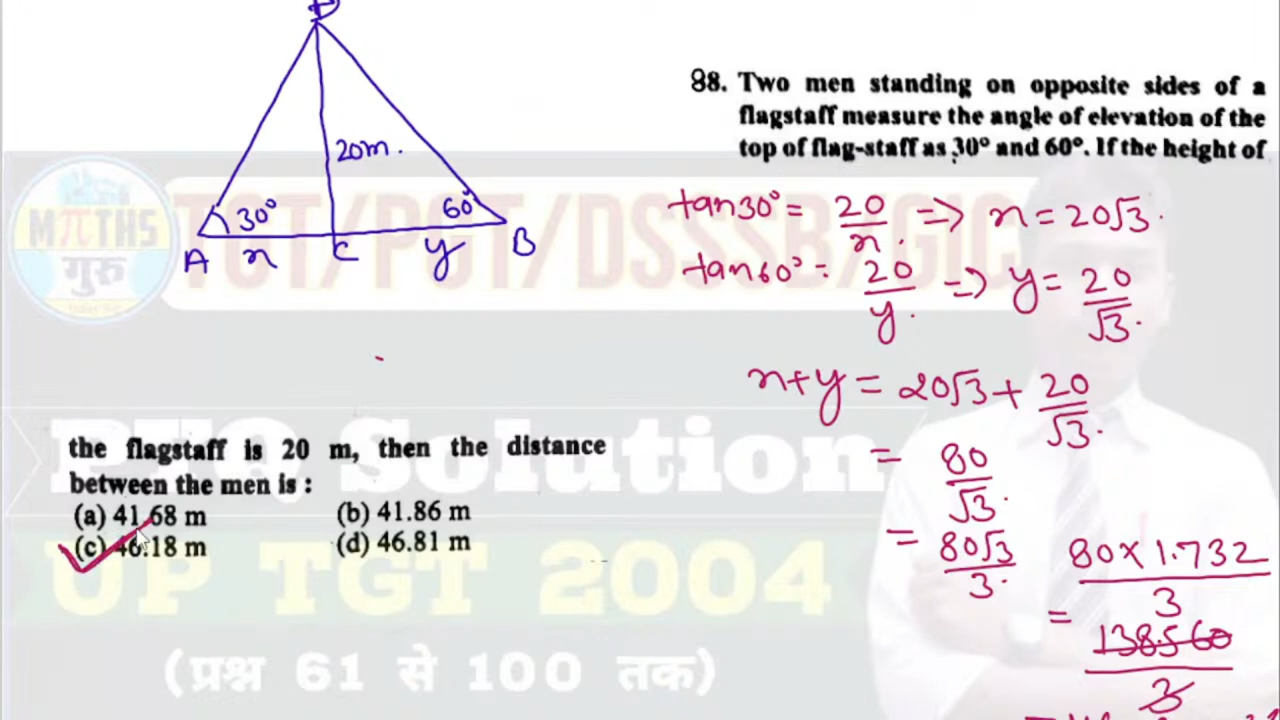 D
20m.
30°
60°
A x C y B
88. Two men standing on opposite sides of a
flagstaff measure the angle of elevation of the
top of flag-staff as 30° and 60°. If the height of
MπTHS
गुरु
TGT/PGT/DSSSB/GIC
tan30° = 20/x. => x = 20√3.
tan60° = 20/y. => y = 20/√3.
x+y = 20√3 + 20/√3.
= 80/√3.
= 80√3/3.
80×1.732/3
= 138.560/3
the flagstaff is 20 m, then the distance
between the men is :
(a) 41.68 m (b) 41.86 m
(c) 46.18 m (d) 46.81 m
PYQ Solution
UP TGT 2004
(प्रश्न 61 से 100 तक)